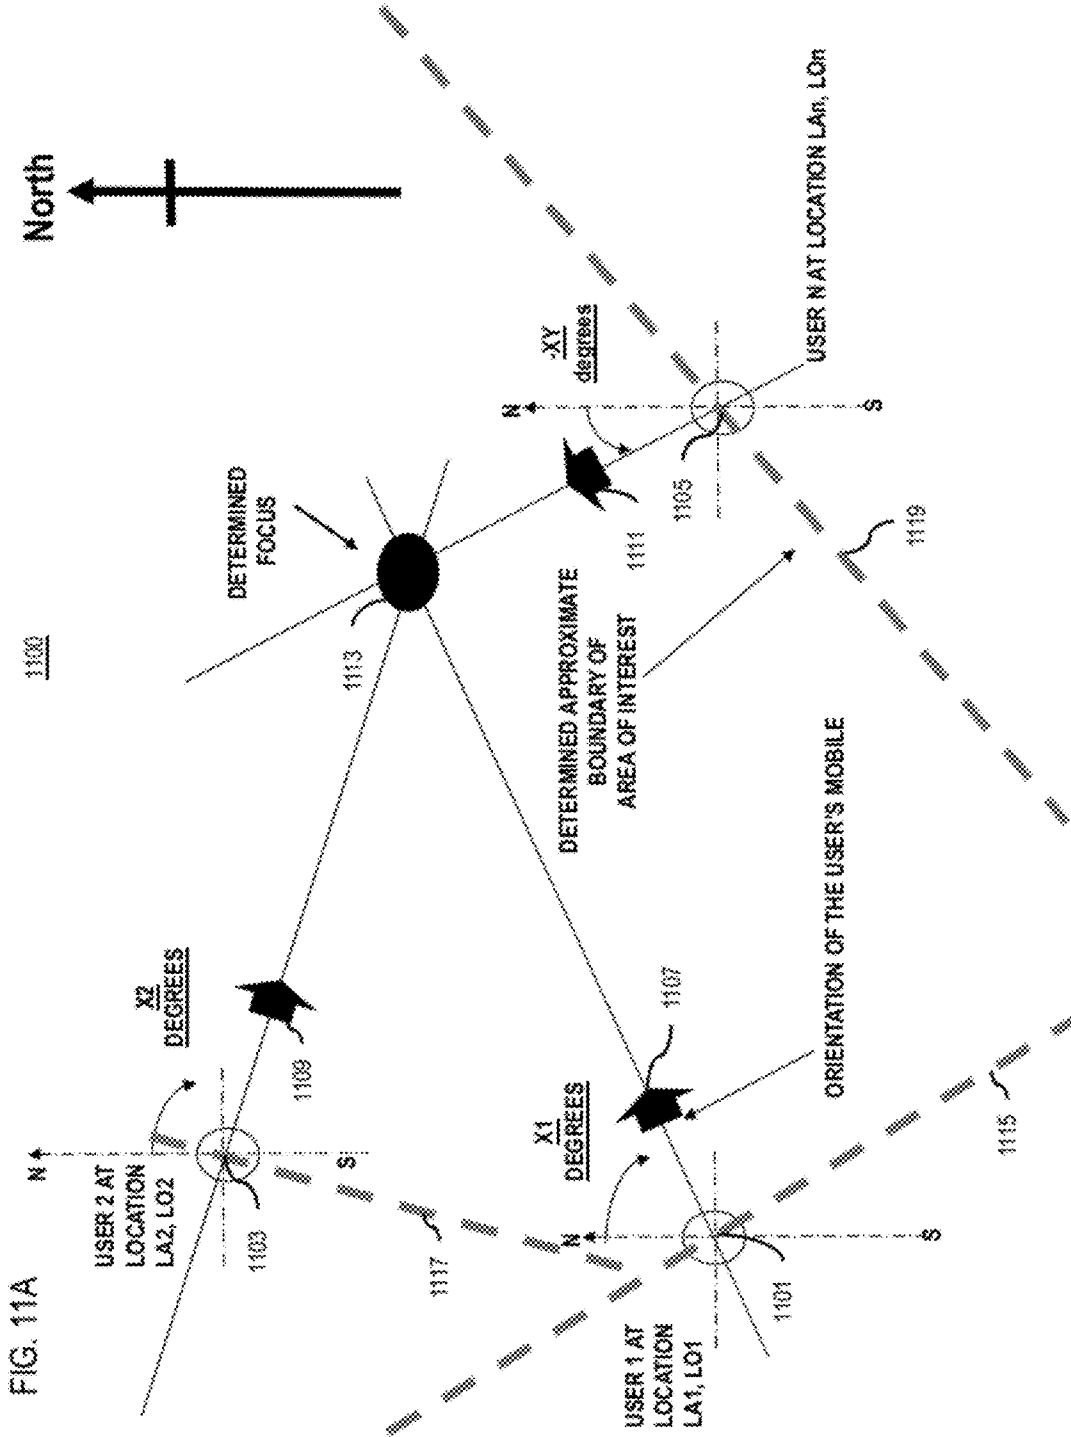 FIG. 11A
1100
North
N
USER 2 AT
LOCATION
LA2, LO2
S
1103
X2
DEGREES
1109
1117
DETERMINED
FOCUS
1113
N
USER 1 AT
LOCATION
LA1, LO1
S
1101
X1
DEGREES
1107
ORIENTATION OF THE USER'S MOBILE
1115
DETERMINED APPROXIMATE
BOUNDARY OF
AREA OF INTEREST
1119
N
-XY
degrees
1111
1105
S
USER N AT LOCATION LAn, LOn